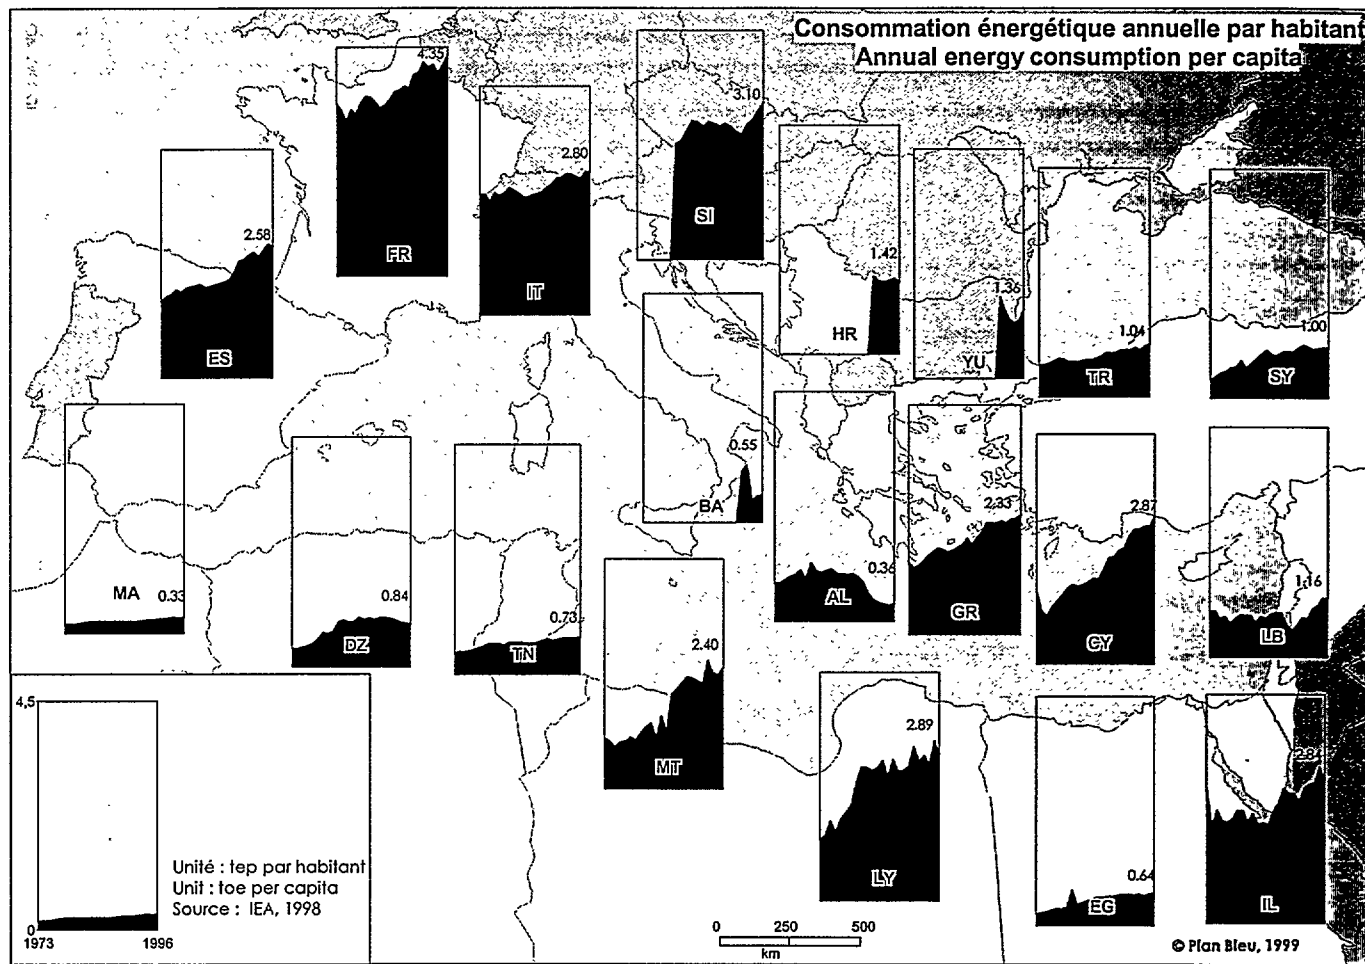 Consommation énergétique annuelle par habitant
Annual energy consumption per capita
4.35
FR
2.80
IT
3.10
SI
2.58
ES
1.42
HR
1.36
YU
1.04
TR
1.00
SY
0.55
BA
MA
0.33
0.84
DZ
0.73
TN
2.40
MT
0.36
AL
2.33
GR
2.87
CY
1.16
LB
2.89
LY
0.64
EG
IL
4,5
0
1973
1996
Unité : tep par habitant
Unit : toe per capita
Source : IEA, 1998
0 250 500
km
© Plan Bleu, 1999